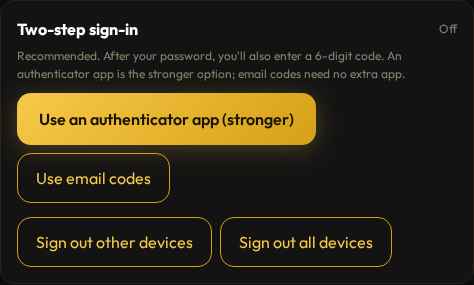 Two-step sign-in
Off
Recommended. After your password, you'll also enter a 6-digit code. An
authenticator app is the stronger option; email codes need no extra app.
Use an authenticator app (stronger)
Use email codes
Sign out other devices
Sign out all devices